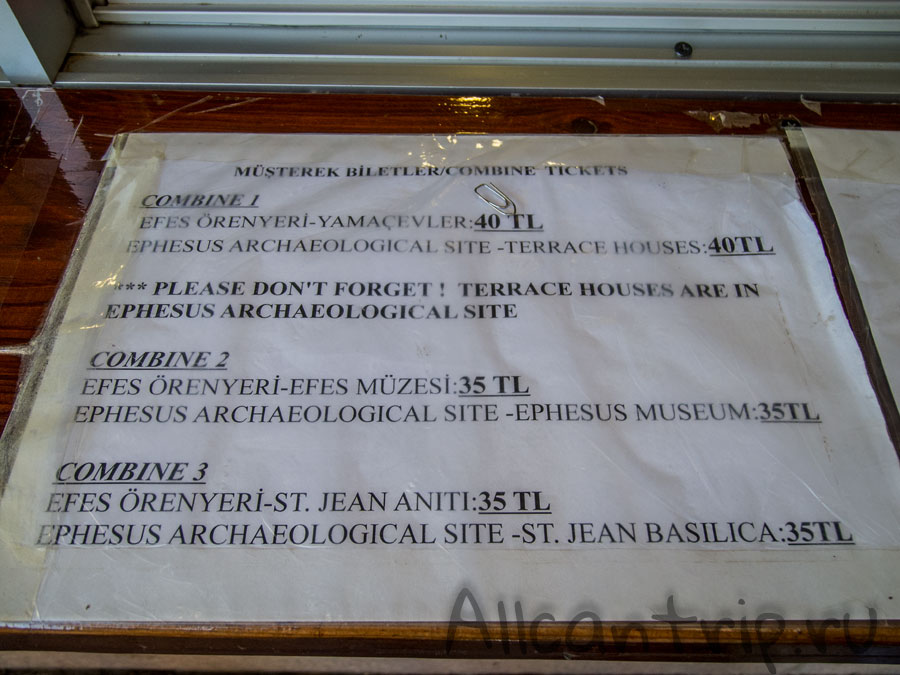 MÜŞTEREK BİLETLER/COMBINE TICKETS
COMBINE 1
EFES ÖRENYERİ-YAMAÇEVLER:40 TL
EPHESUS ARCHAEOLOGICAL SITE -TERRACE HOUSES:40TL
*** PLEASE DON'T FORGET ! TERRACE HOUSES ARE IN
EPHESUS ARCHAEOLOGICAL SITE
COMBINE 2
EFES ÖRENYERİ-EFES MÜZESİ:35 TL
EPHESUS ARCHAEOLOGICAL SITE -EPHESUS MUSEUM:35TL
COMBINE 3
EFES ÖRENYERİ-ST. JEAN ANITI:35 TL
EPHESUS ARCHAEOLOGICAL SITE -ST. JEAN BASILICA:35TL
Allcantrip.ru